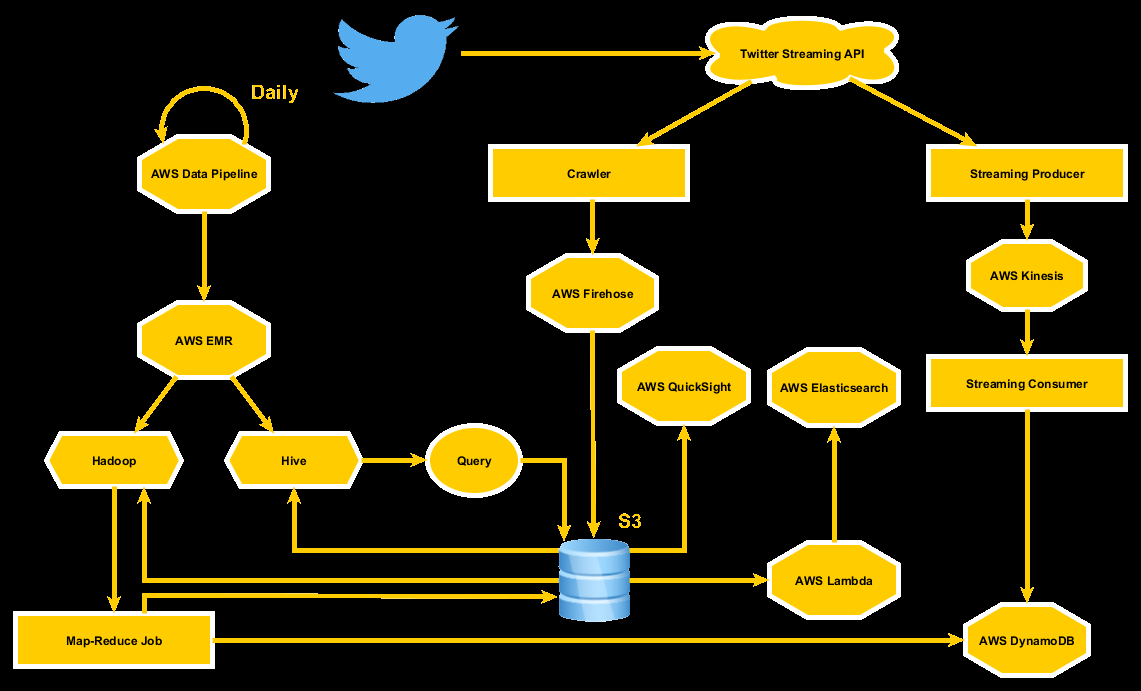 Twitter Streaming API
Daily
AWS Data Pipeline
Crawler
Streaming Producer
AWS Kinesis
AWS Firehose
AWS EMR
AWS QuickSight
AWS Elasticsearch
Streaming Consumer
Hadoop
Hive
Query
S3
AWS Lambda
Map-Reduce Job
AWS DynamoDB